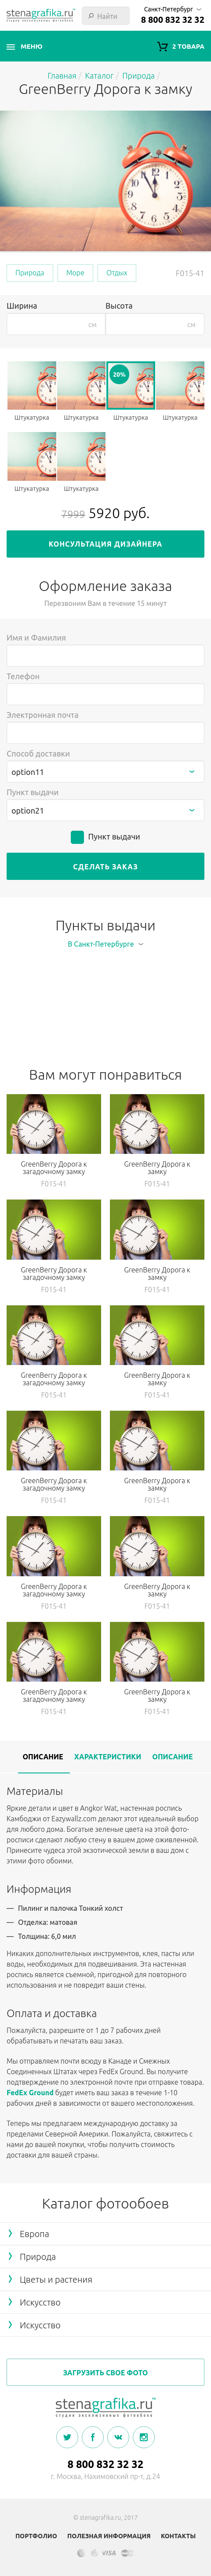 stenagrafika.ru™
студия эксклюзивных фотообоев
Найти
Санкт-Петербург
8 800 832 32 32
МЕНЮ
2 ТОВАРА
Главная / Каталог / Природа /
GreenBerry Дорога к замку
Природа
Море
Отдых
F015-41
Ширина
Высота
см
см
20%
Штукатурка
Штукатурка
Штукатурка
Штукатурка
Штукатурка
Штукатурка
7999 5920 руб.
КОНСУЛЬТАЦИЯ ДИЗАЙНЕРА
Оформление заказа
Перезвоним Вам в течение 15 минут
Имя и Фамилия
Телефон
Электронная почта
Способ доставки
option11
Пункт выдачи
option21
Пункт выдачи
СДЕЛАТЬ ЗАКАЗ
Пункты выдачи
В Санкт-Петербурге
Вам могут понравиться
GreenBerry Дорога к
загадочному замку
F015-41
GreenBerry Дорога к
замку
F015-41
GreenBerry Дорога к
загадочному замку
F015-41
GreenBerry Дорога к
замку
F015-41
GreenBerry Дорога к
загадочному замку
F015-41
GreenBerry Дорога к
замку
F015-41
GreenBerry Дорога к
загадочному замку
F015-41
GreenBerry Дорога к
замку
F015-41
GreenBerry Дорога к
загадочному замку
F015-41
GreenBerry Дорога к
замку
F015-41
GreenBerry Дорога к
загадочному замку
F015-41
GreenBerry Дорога к
замку
F015-41
ОПИСАНИЕ
ХАРАКТЕРИСТИКИ
ОПИСАНИЕ
Материалы
Яркие детали и цвет в Angkor Wat, настенная роспись
Камбоджи от Eazywallz.com делают этот идеальный выбор
для любого дома. Богатые зеленые цвета на этой фото-
росписи сделают любую стену в вашем доме оживленной.
Принесите чудеса этой экзотической земли в ваш дом с
этими фото обоими.
Информация
— Пилинг и палочка Тонкий холст
— Отделка: матовая
— Толщина: 6,0 мил
Никаких дополнительных инструментов, клея, пасты или
воды, необходимых для подвешивания. Эта настенная
роспись является съемной, пригодной для повторного
использования и не повредит ваши стены.
Оплата и доставка
Пожалуйста, разрешите от 1 до 7 рабочих дней
обрабатывать и печатать ваш заказ.
Мы отправляем почти всюду в Канаде и Смежных
Соединенных Штатах через FedEx Ground. Вы получите
подтверждение по электронной почте при отправке товара.
FedEx Ground будет иметь ваш заказ в течение 1-10
рабочих дней в зависимости от вашего местоположения.
Теперь мы предлагаем международную доставку за
пределами Северной Америки. Пожалуйста, свяжитесь с
нами до вашей покупки, чтобы получить стоимость
доставки для вашей страны.
Каталог фотообоев
Европа
Природа
Цветы и растения
Искусство
Искусство
ЗАГРУЗИТЬ СВОЕ ФОТО
stenagrafika.ru™
студия эксклюзивных фотообоев
8 800 832 32 32
г. Москва, Нахимовский пр-т, д.24
© stenagrafika.ru, 2017
ПОРТФОЛИО
ПОЛЕЗНАЯ ИНФОРМАЦИЯ
КОНТАКТЫ
VISA